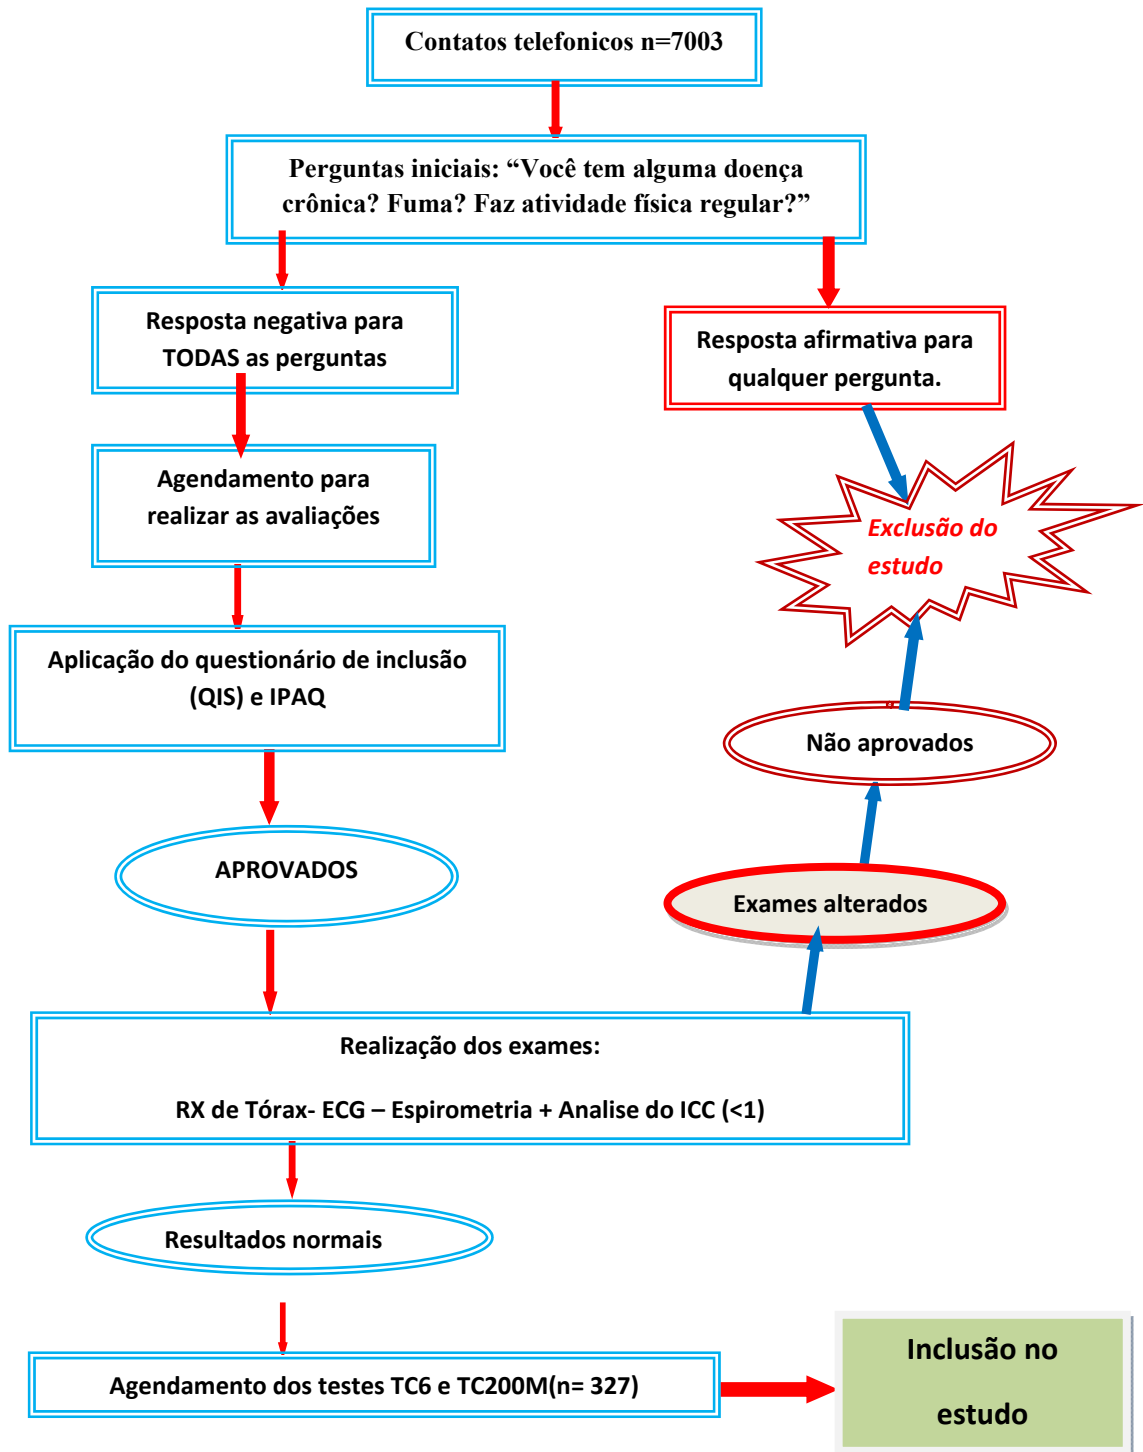 Contatos telefonicos n=7003
Perguntas iniciais: “Você tem alguma doença
crônica? Fuma? Faz atividade física regular?”
Resposta negativa para
TODAS as perguntas
Resposta afirmativa para
qualquer pergunta.
Agendamento para
realizar as avaliações
Exclusão do
estudo
Aplicação do questionário de inclusão
(QIS) e IPAQ
Não aprovados
APROVADOS
Exames alterados
Realização dos exames:
RX de Tórax- ECG – Espirometria + Analise do ICC (<1)
Resultados normais
Agendamento dos testes TC6 e TC200M(n= 327)
Inclusão no
estudo